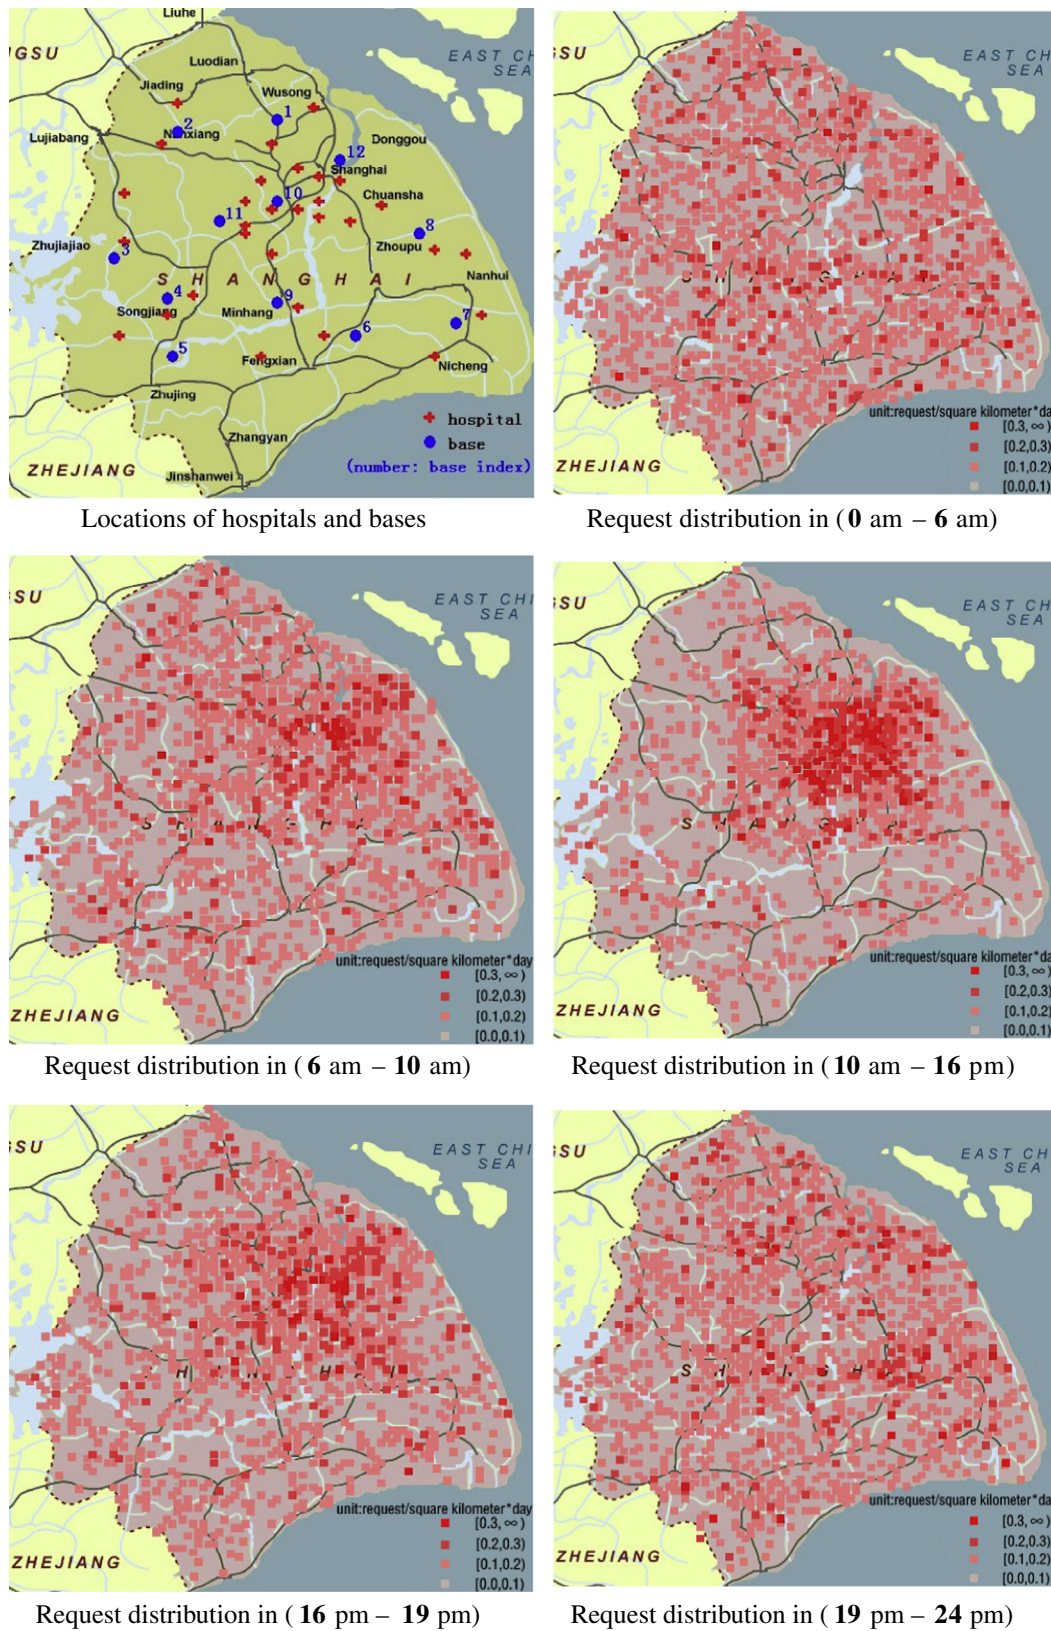 Liuhe
GSU
EAST CH
SEA
Luodian
Jiading
Wusong
1
2
Nanxiang
Lujiabang
Donggou
12
Shanghai
Chuansha
10
11
8
Zhujiajiao
Zhoupu
3
S H A N G H A I
Nanhui
4
9
Songjiang
Minhang
7
6
5
Fengxian
Nicheng
Zhujing
hospital
Zhangyan
base
ZHEJIANG
(number: base index)
Jinshanwei
Locations of hospitals and bases
SU
EAST CH
SEA
unit:request/square kilometer*da
[0.3, ∞)
[0.2,0.3)
[0.1,0.2)
[0.0,0.1)
ZHEJIANG
Request distribution in ( 0 am – 6 am)
SU
EAST CHI
SEA
unit:request/square kilometer*day
[0.3, ∞)
[0.2,0.3)
[0.1,0.2)
[0.0,0.1)
ZHEJIANG
Request distribution in ( 6 am – 10 am)
SU
EAST CH
SEA
unit:request/square kilometer*da
[0.3, ∞)
[0.2,0.3)
[0.1,0.2)
[0.0,0.1)
ZHEJIANG
Request distribution in ( 10 am – 16 pm)
SU
EAST CHI
SEA
unit:request/square kilometer*day
[0.3, ∞)
[0.2,0.3)
[0.1,0.2)
[0.0,0.1)
ZHEJIANG
Request distribution in ( 16 pm – 19 pm)
SU
EAST CH
SEA
unit:request/square kilometer*da
[0.3, ∞)
[0.2,0.3)
[0.1,0.2)
[0.0,0.1)
ZHEJIANG
Request distribution in ( 19 pm – 24 pm)